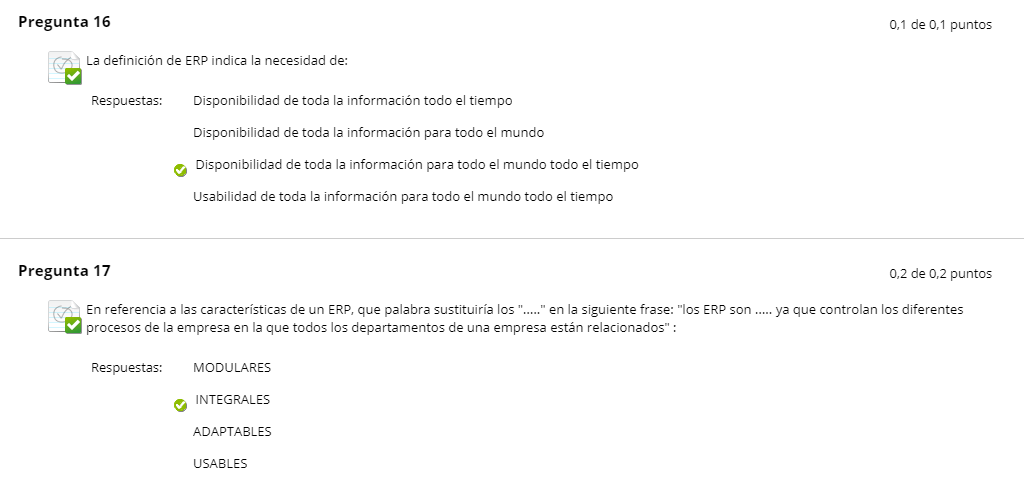 Pregunta 16
0,1 de 0,1 puntos
La definición de ERP indica la necesidad de:
Respuestas:
Disponibilidad de toda la información todo el tiempo
Disponibilidad de toda la información para todo el mundo
Disponibilidad de toda la información para todo el mundo todo el tiempo
Usabilidad de toda la información para todo el mundo todo el tiempo
Pregunta 17
0,2 de 0,2 puntos
En referencia a las características de un ERP, que palabra sustituiría los "....." en la siguiente frase: "los ERP son ..... ya que controlan los diferentes
procesos de la empresa en la que todos los departamentos de una empresa están relacionados" :
Respuestas:
MODULARES
INTEGRALES
ADAPTABLES
USABLES